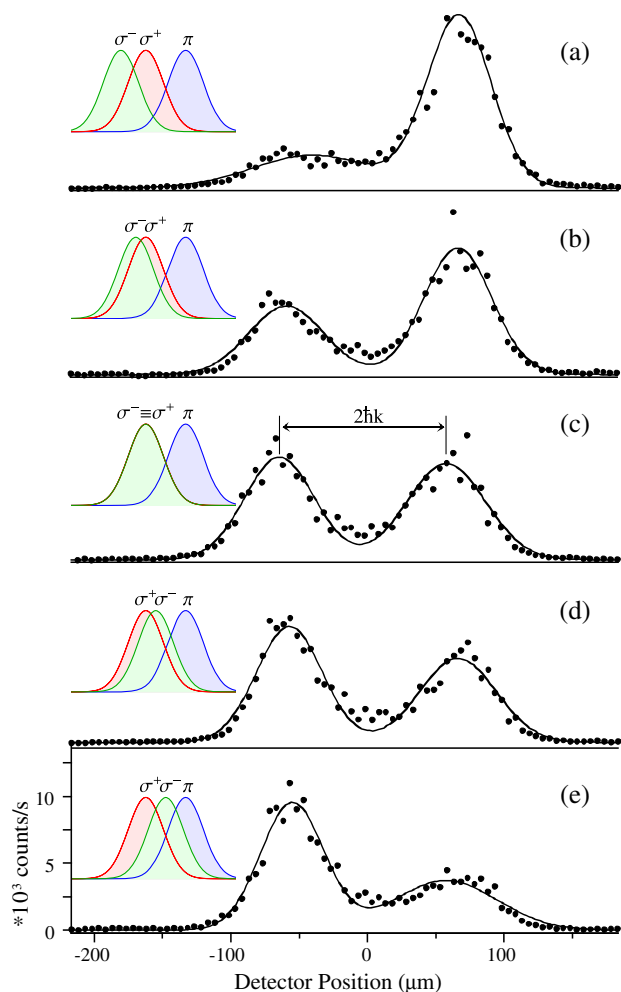 σ⁻ σ⁺ π
(a)
σ⁻σ⁺ π
(b)
σ⁻≡σ⁺ π
2ħk
(c)
σ⁺σ⁻ π
(d)
σ⁺σ⁻π
(e)
10
5
0
*10³ counts/s
-200 -100 0 100
Detector Position (μm)